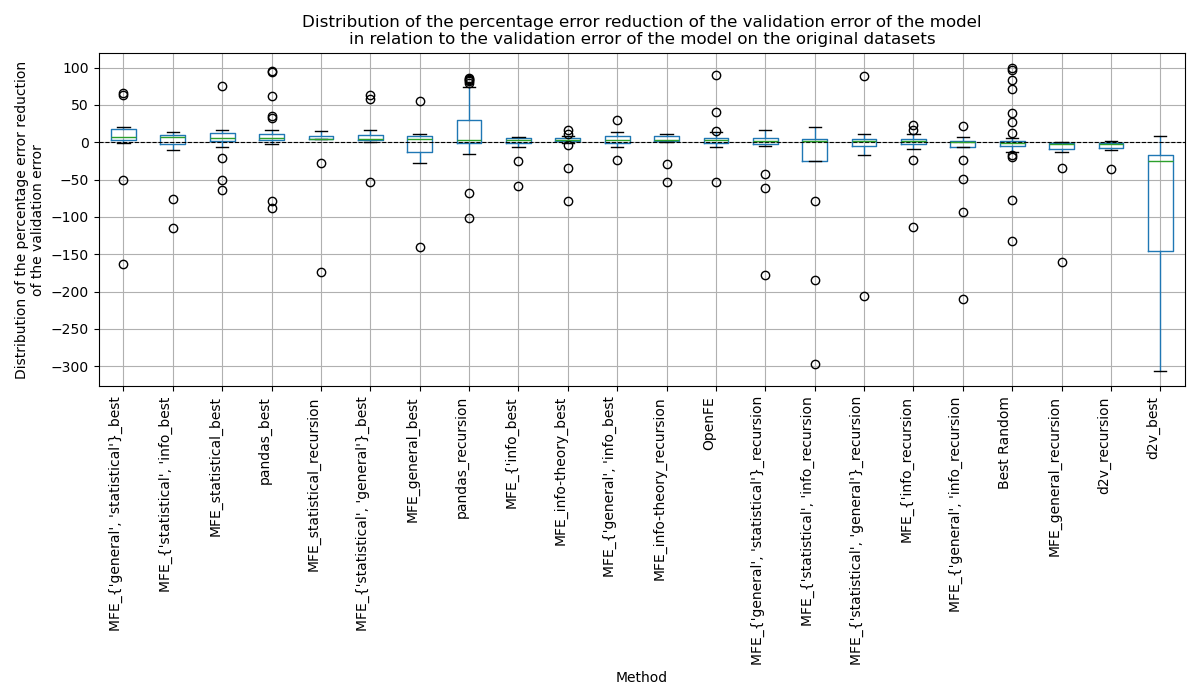 Distribution of the percentage error reduction of the validation error of the model
in relation to the validation error of the model on the original datasets
Distribution of the percentage error reduction
of the validation error
100
50
0
−50
−100
−150
−200
−250
−300
MFE_{'general', 'statistical'}_best
MFE_{'statistical', 'info_best
MFE_statistical_best
pandas_best
MFE_statistical_recursion
MFE_{'statistical', 'general'}_best
MFE_general_best
pandas_recursion
MFE_{'info_best
MFE_info-theory_best
MFE_{'general', 'info_best
MFE_info-theory_recursion
OpenFE
MFE_{'general', 'statistical'}_recursion
MFE_{'statistical', 'info_recursion
MFE_{'statistical', 'general'}_recursion
MFE_{'info_recursion
MFE_{'general', 'info_recursion
Best Random
MFE_general_recursion
d2v_recursion
d2v_best
Method